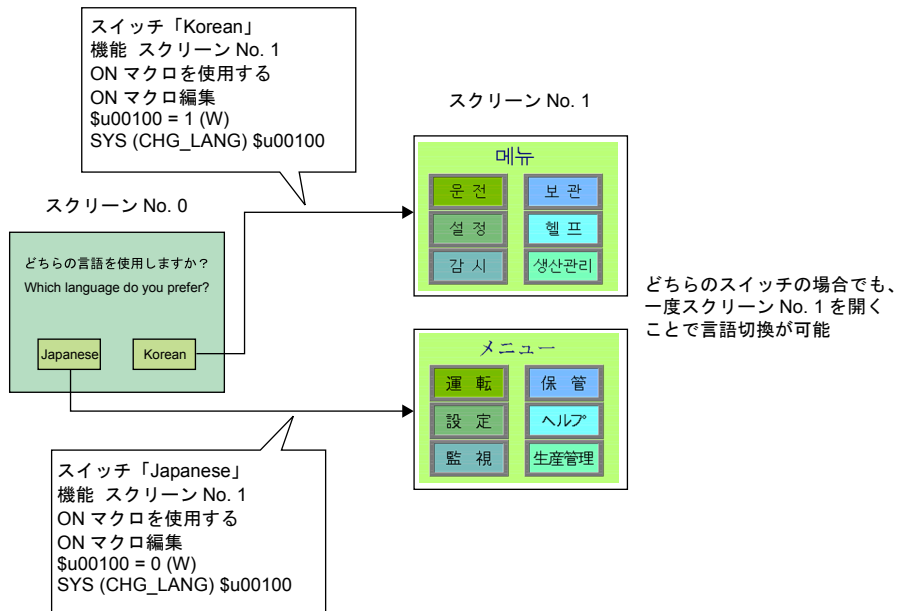 スイッチ「Korean」
機能 スクリーン No. 1
ON マクロを使用する
ON マクロ編集
$u00100 = 1 (W)
SYS (CHG_LANG) $u00100
スクリーン No. 1
메뉴
운 전 보 관
설 정 헬 프
감 시 생산관리
スクリーン No. 0
どちらの言語を使用しますか？
Which language do you prefer?
Japanese Korean
どちらのスイッチの場合でも、
一度スクリーン No. 1 を開く
ことで言語切換が可能
メニュー
運 転 保 管
設 定 ヘルプ
監 視 生産管理
スイッチ「Japanese」
機能 スクリーン No. 1
ON マクロを使用する
ON マクロ編集
$u00100 = 0 (W)
SYS (CHG_LANG) $u00100